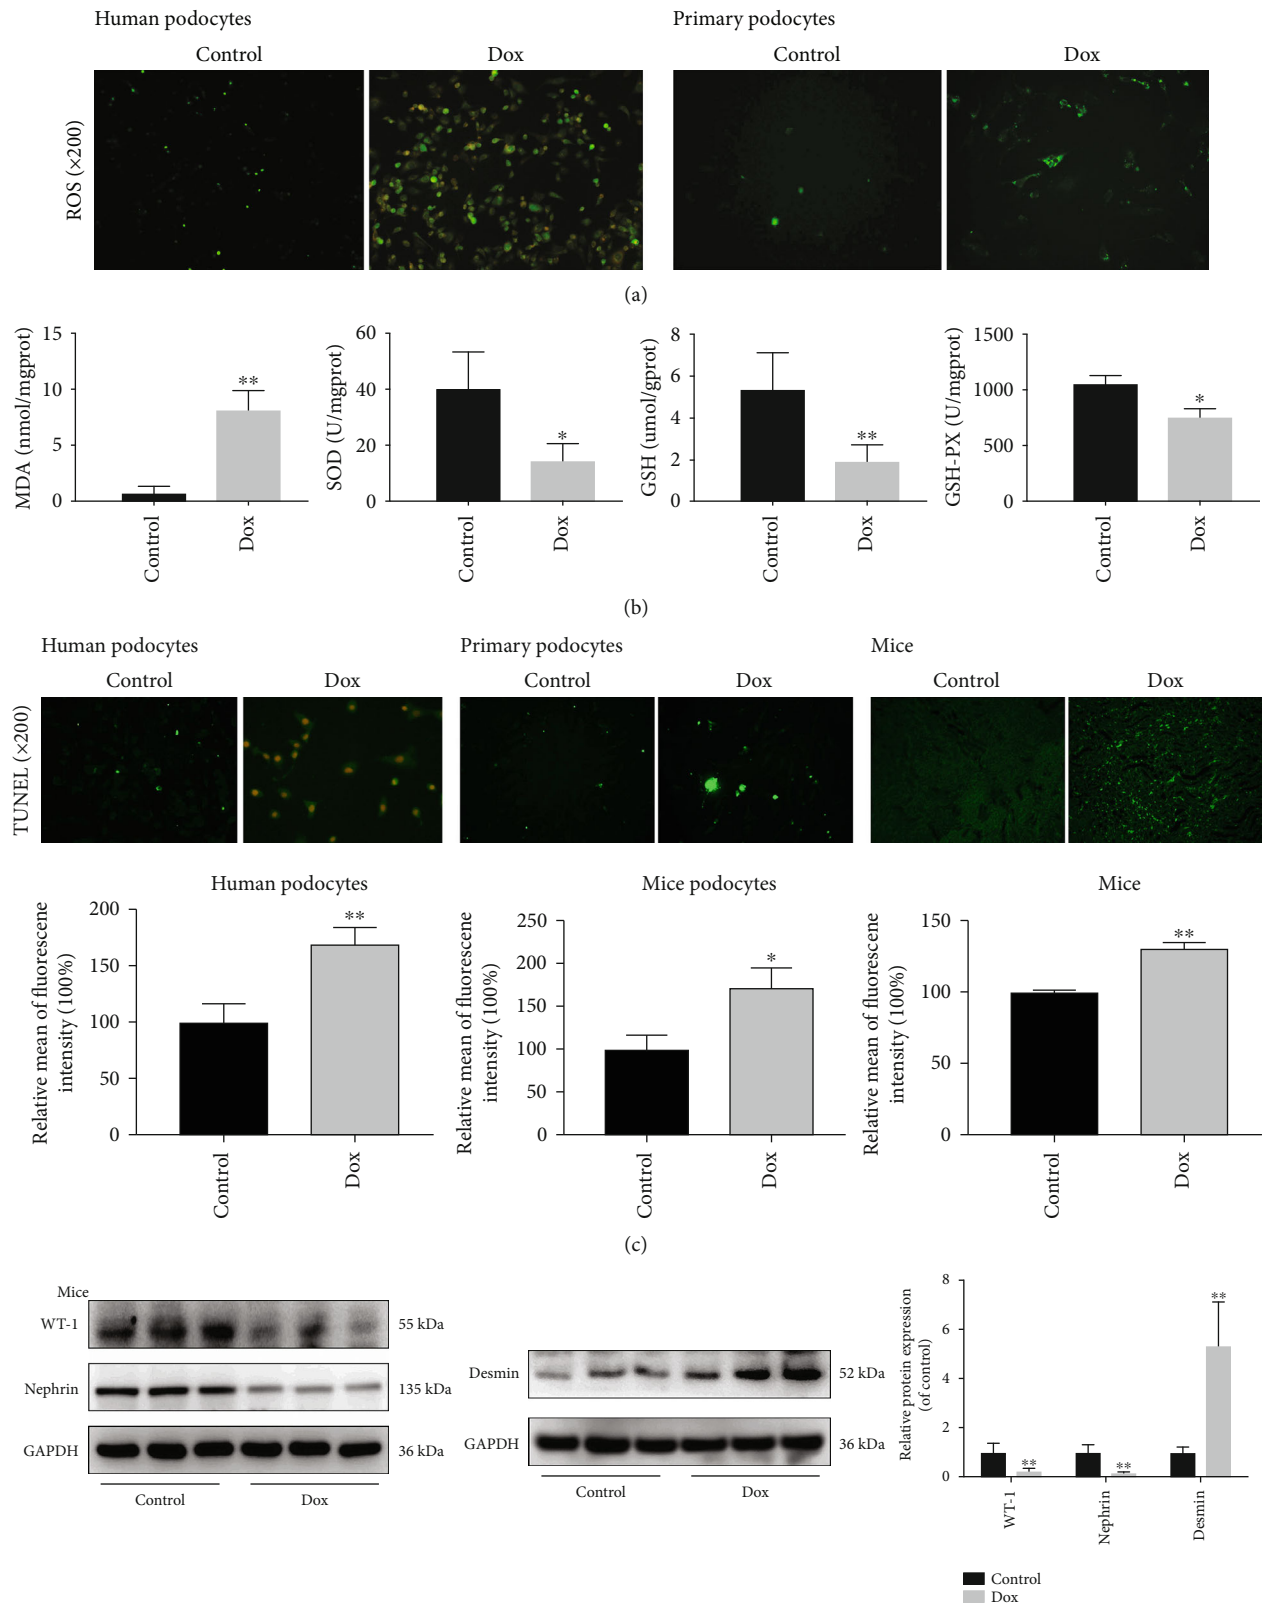 Human podocytes
Primary podocytes
Control
Dox
Control
Dox
ROS (×200)
(a)
MDA (nmol/mgprot)
15
10
5
0
**
Control
Dox
SOD (U/mgprot)
60
40
20
0
*
Control
Dox
GSH (umol/gprot)
8
6
4
2
0
**
Control
Dox
GSH-PX (U/mgprot)
1500
1000
500
0
*
Control
Dox
(b)
Human podocytes
Primary podocytes
Mice
Control
Dox
Control
Dox
Control
Dox
TUNEL (×200)
Human podocytes
Relative mean of fluorescene
intensity (100%)
200
150
100
50
0
**
Control
Dox
Mice podocytes
Relative mean of fluorescene
intensity (100%)
250
200
150
100
50
0
*
Control
Dox
Mice
Relative mean of fluorescene
intensity (100%)
150
100
50
0
**
Control
Dox
(c)
Mice
WT-1
55 kDa
Nephrin
135 kDa
GAPDH
36 kDa
Control
Dox
Desmin
52 kDa
GAPDH
36 kDa
Control
Dox
Relative protein expression
(of control)
8
6
4
2
0
**
**
**
WT-1
Nephrin
Desmin
Control
Dox